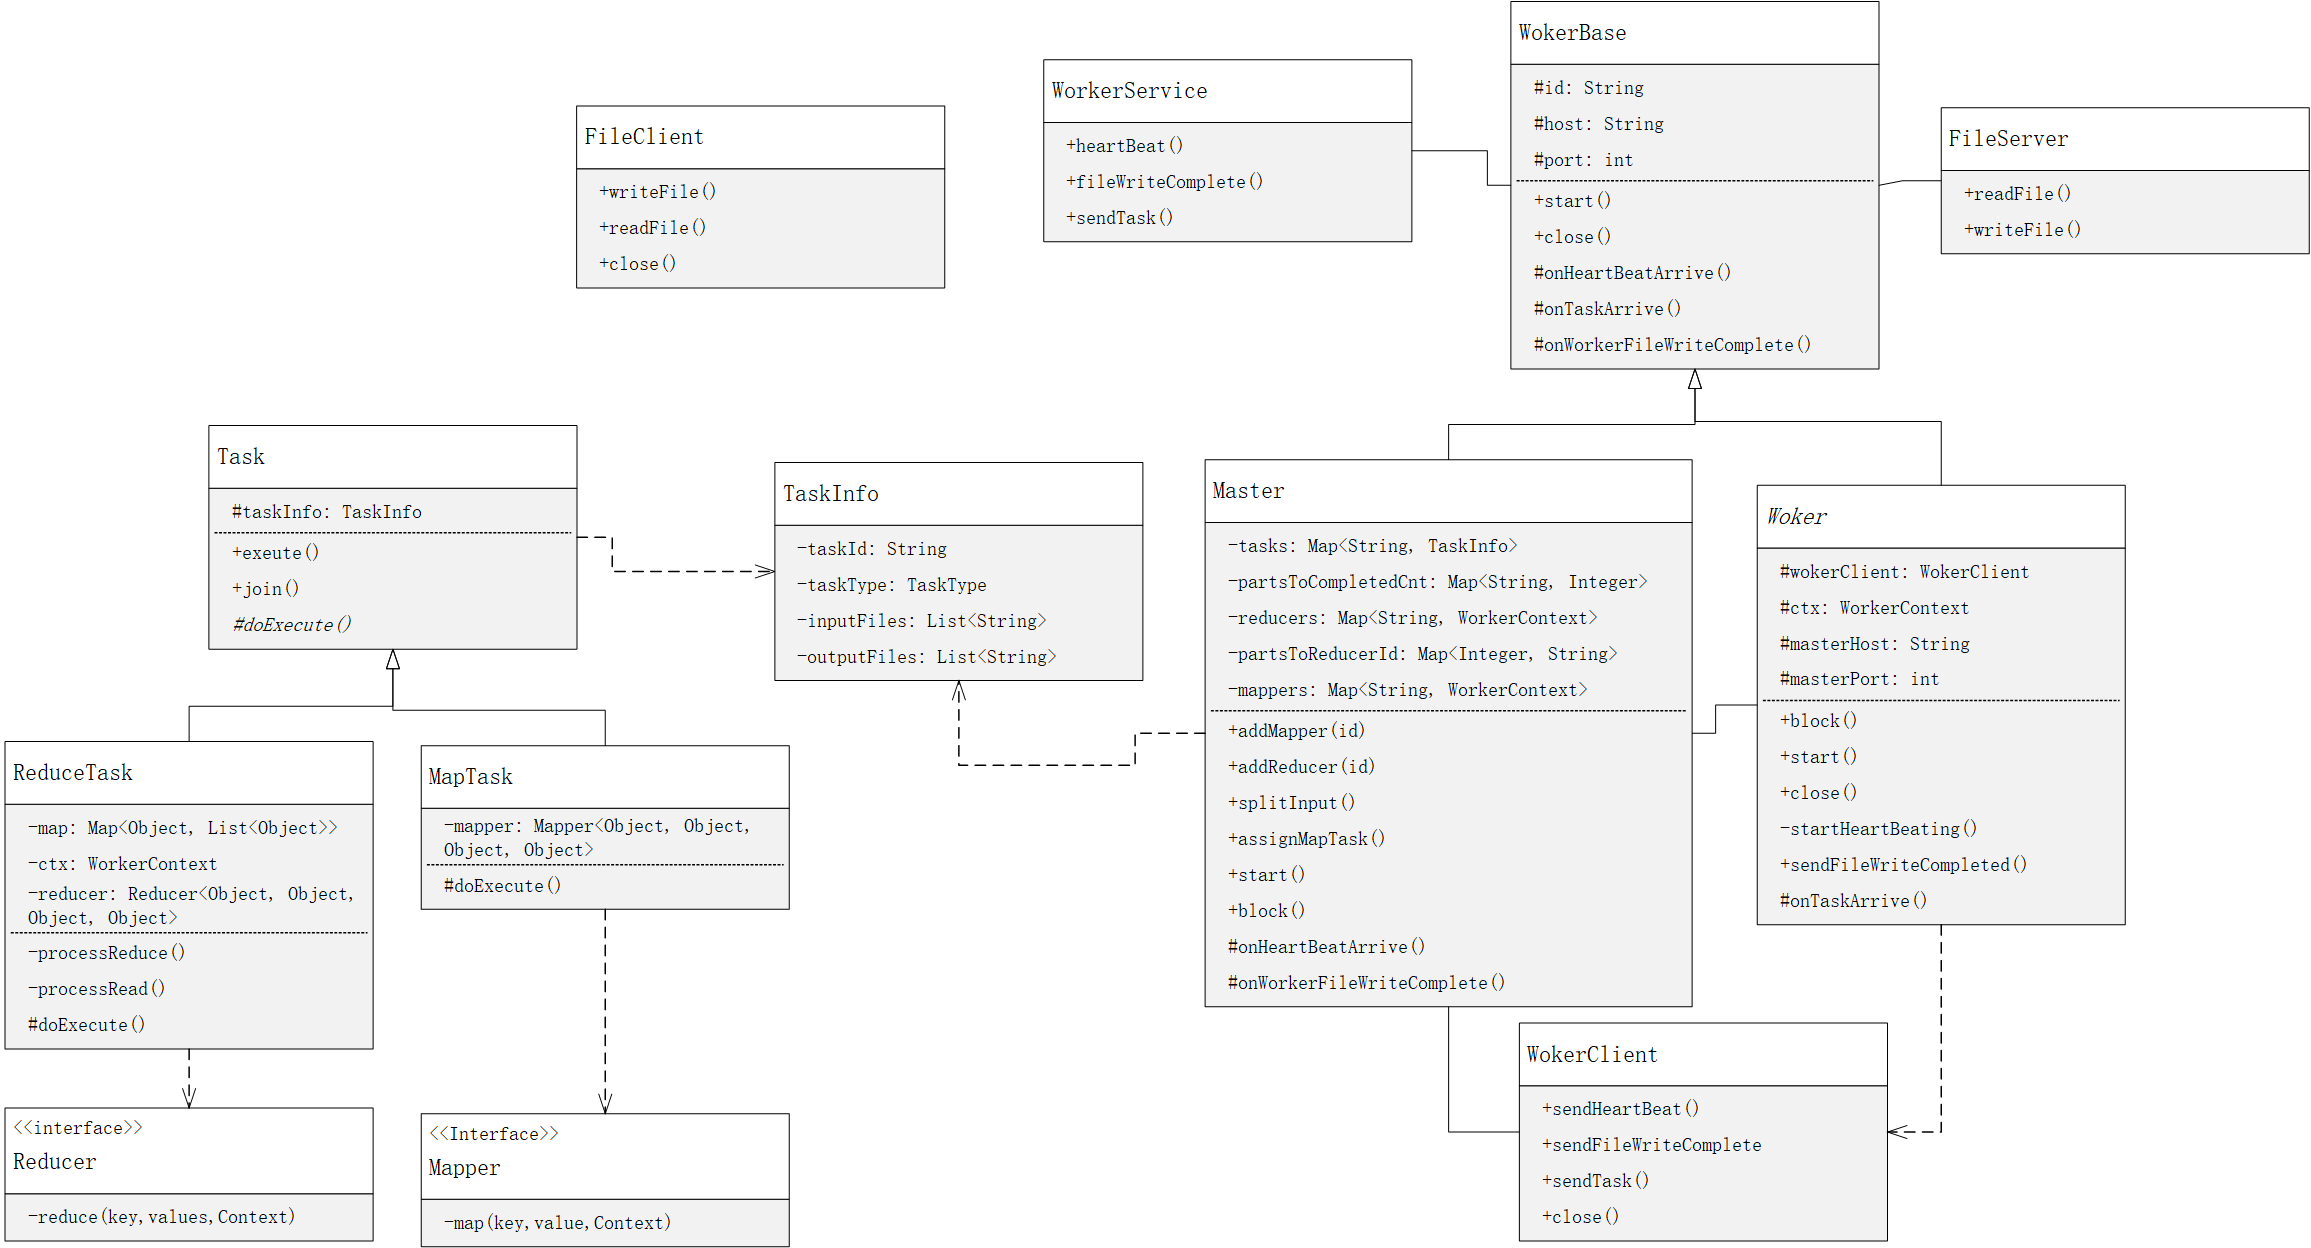 WokerBase
#id: String
#host: String
#port: int
+start()
+close()
#onHeartBeatArrive()
#onTaskArrive()
#onWorkerFileWriteComplete()
WorkerService
+heartBeat()
+fileWriteComplete()
+sendTask()
FileClient
+writeFile()
+readFile()
+close()
FileServer
+readFile()
+writeFile()
Task
#taskInfo: TaskInfo
+exeute()
+join()
#doExecute()
TaskInfo
-taskId: String
-taskType: TaskType
-inputFiles: List<String>
-outputFiles: List<String>
Master
-tasks: Map<String, TaskInfo>
-partsToCompletedCnt: Map<String, Integer>
-reducers: Map<String, WorkerContext>
-partsToReducerId: Map<Integer, String>
-mappers: Map<String, WorkerContext>
+addMapper(id)
+addReducer(id)
+splitInput()
+assignMapTask()
+start()
+block()
#onHeartBeatArrive()
#onWorkerFileWriteComplete()
Woker
#wokerClient: WokerClient
#ctx: WorkerContext
#masterHost: String
#masterPort: int
+block()
+start()
+close()
-startHeartBeating()
+sendFileWriteCompleted()
#onTaskArrive()
ReduceTask
-map: Map<Object, List<Object>>
-ctx: WorkerContext
-reducer: Reducer<Object, Object,
Object, Object>
-processReduce()
-processRead()
#doExecute()
MapTask
-mapper: Mapper<Object, Object,
Object, Object>
#doExecute()
WokerClient
+sendHeartBeat()
+sendFileWriteComplete
+sendTask()
+close()
<<interface>>
Reducer
-reduce(key,values,Context)
<<Interface>>
Mapper
-map(key,value,Context)